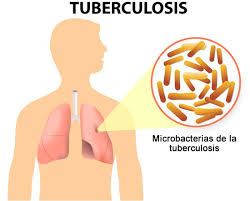 TUBERCULOSIS
Microbacterias de la
tuberculosis